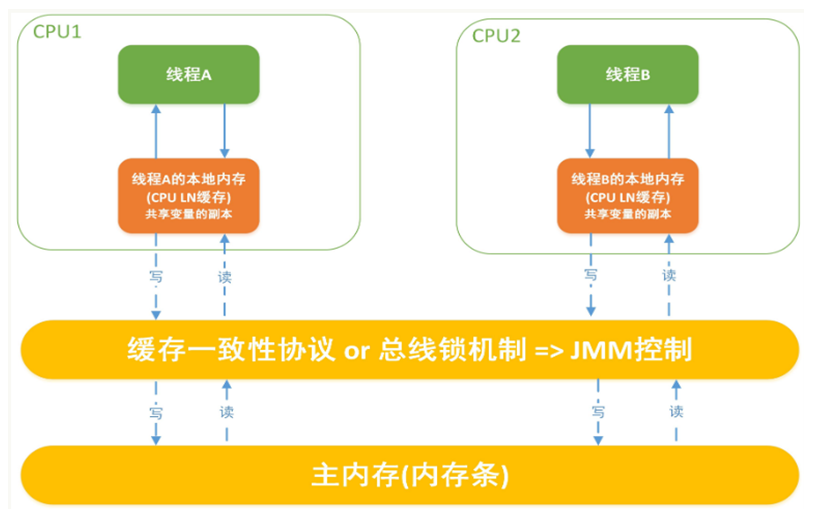 CPU1
CPU2
线程A
线程B
线程A的本地内存
(CPU LN缓存)
共享变量的副本
线程B的本地内存
(CPU LN缓存)
共享变量的副本
写
读
写
读
缓存一致性协议 or 总线锁机制 => JMM控制
写
读
写
读
主内存(内存条)